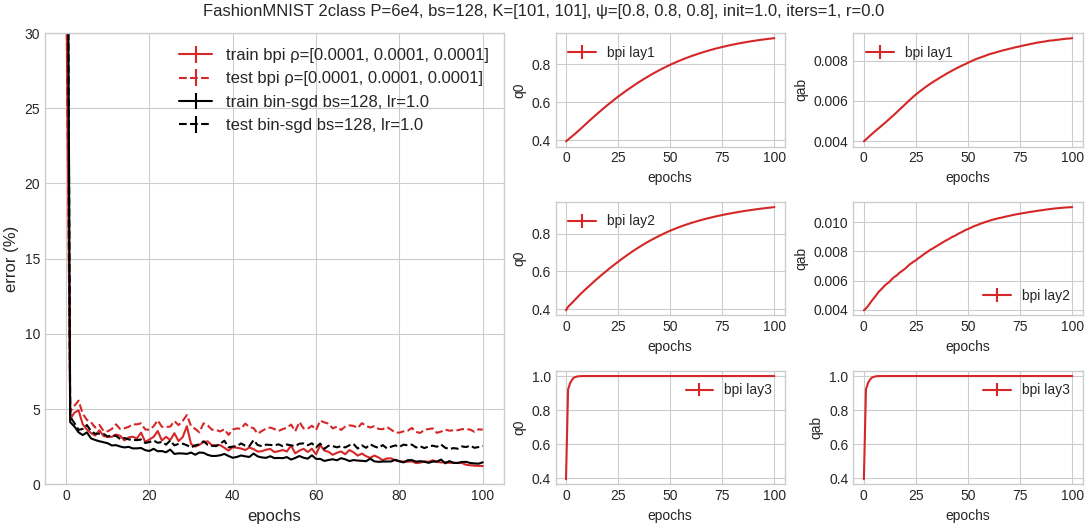 FashionMNIST 2class P=6e4, bs=128, K=[101, 101], ψ=[0.8, 0.8, 0.8], init=1.0, iters=1, r=0.0
error (%)
30
25
20
15
10
5
0
train bpi ρ=[0.0001, 0.0001, 0.0001]
test bpi ρ=[0.0001, 0.0001, 0.0001]
train bin-sgd bs=128, lr=1.0
test bin-sgd bs=128, lr=1.0
0 20 40 60 80 100
epochs
q0
0.8
0.6
0.4
bpi lay1
0 25 50 75 100
epochs
qab
0.008
0.006
0.004
bpi lay1
0 25 50 75 100
epochs
q0
0.8
0.6
0.4
bpi lay2
0 25 50 75 100
epochs
qab
0.010
0.008
0.006
0.004
bpi lay2
0 25 50 75 100
epochs
q0
1.0
0.8
0.6
0.4
bpi lay3
0 25 50 75 100
epochs
qab
1.0
0.8
0.6
0.4
bpi lay3
0 25 50 75 100
epochs